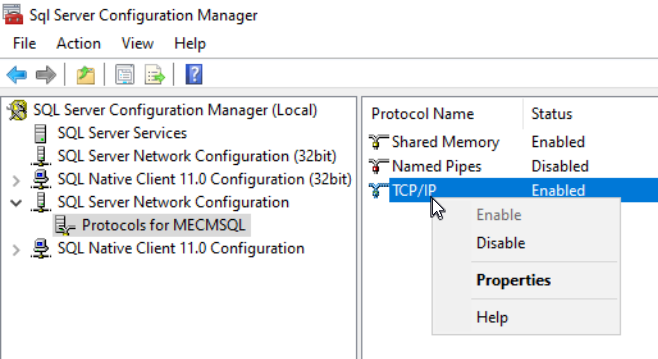 Sql Server Configuration Manager
File Action View Help
SQL Server Configuration Manager (Local)
SQL Server Services
SQL Server Network Configuration (32bit)
SQL Native Client 11.0 Configuration (32bit)
SQL Server Network Configuration
Protocols for MECMSQL
SQL Native Client 11.0 Configuration
Protocol Name Status
Shared Memory Enabled
Named Pipes Disabled
TCP/IP Enabled
Enable
Disable
Properties
Help